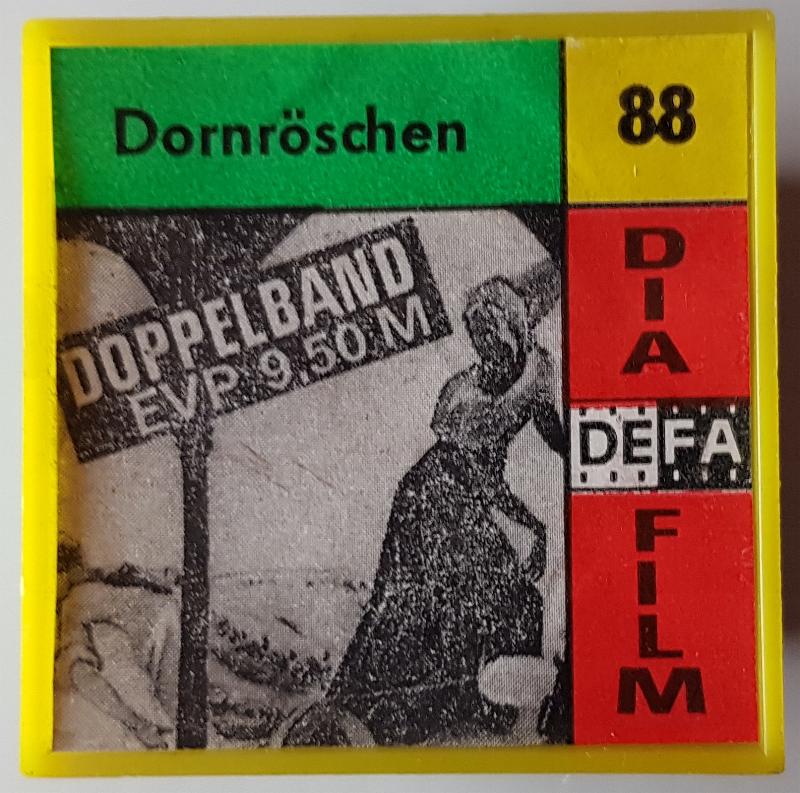 Dornröschen
88
DOPPELBAND
EVP 9,50 M
DIA
DEFA
FILM